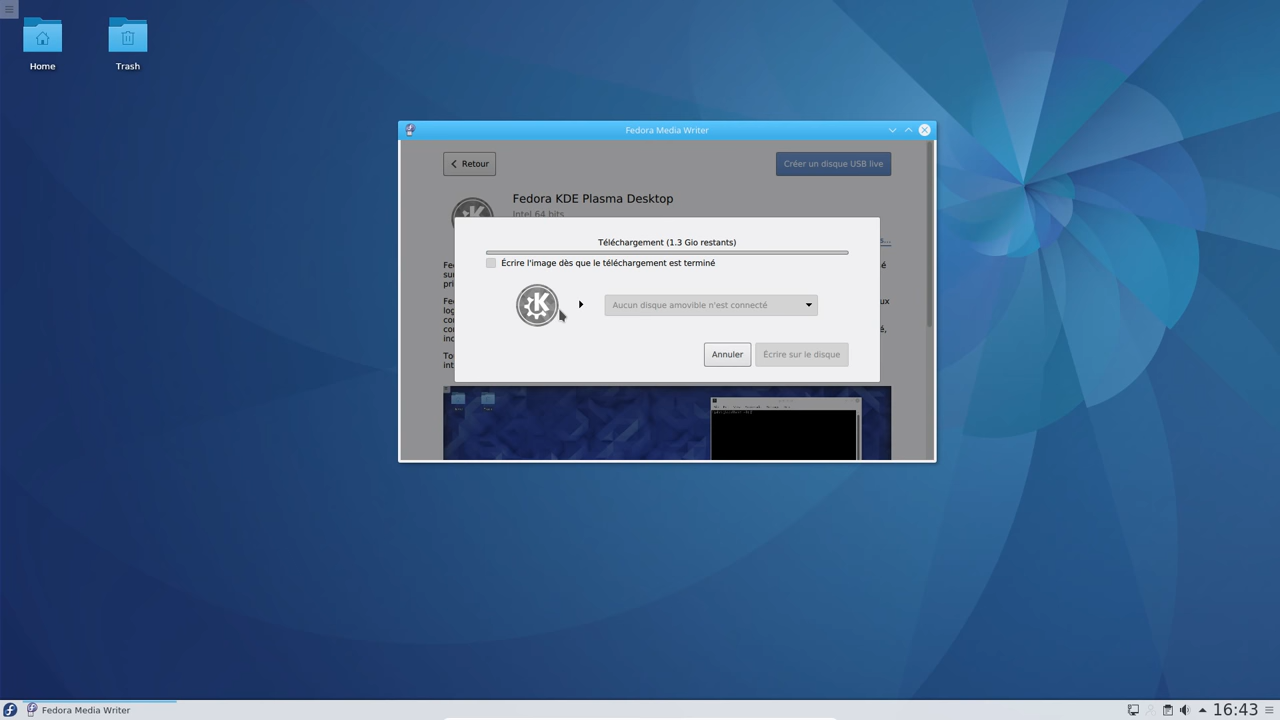 Home
Trash
Fedora Media Writer
Retour
Créer un disque USB live
Fedora KDE Plasma Desktop
Intel 64 bits
Téléchargement (1.3 Gio restants)
Écrire l'image dès que le téléchargement est terminé
Aucun disque amovible n'est connecté
Annuler
Écrire sur le disque
Fedora Media Writer
16:43